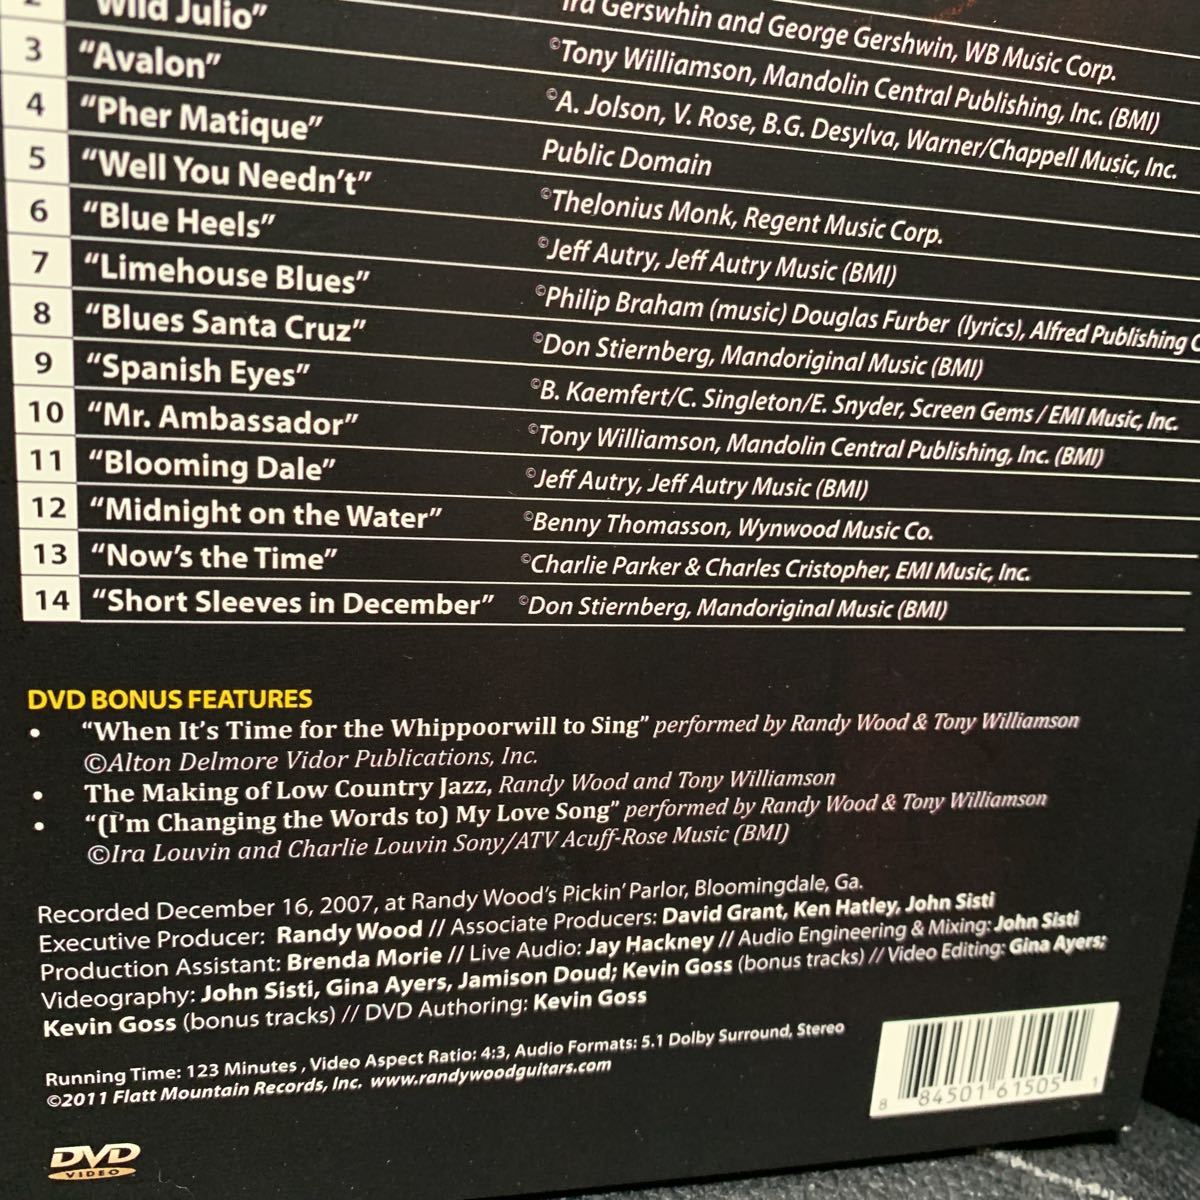 2 "Wild Julio" Ira Gerswhin and George Gershwin, WB Music Corp.
3 "Avalon" ©Tony Williamson, Mandolin Central Publishing, Inc. (BMI)
4 "Pher Matique" ©A. Jolson, V. Rose, B.G. Desylva, Warner/Chappell Music, Inc.
5 "Well You Needn't" Public Domain
6 "Blue Heels" ©Thelonius Monk, Regent Music Corp.
7 "Limehouse Blues" ©Jeff Autry, Jeff Autry Music (BMI)
8 "Blues Santa Cruz" ©Philip Braham (music) Douglas Furber (lyrics), Alfred Publishing C
9 "Spanish Eyes" ©Don Stiernberg, Mandoriginal Music (BMI)
10 "Mr. Ambassador" ©B. Kaemfert/C. Singleton/E. Snyder, Screen Gems / EMI Music, Inc.
11 "Blooming Dale" ©Tony Williamson, Mandolin Central Publishing, Inc. (BMI)
12 "Midnight on the Water" ©Jeff Autry, Jeff Autry Music (BMI)
13 "Now's the Time" ©Benny Thomasson, Wynwood Music Co.
14 "Short Sleeves in December" ©Charlie Parker & Charles Cristopher, EMI Music, Inc.
©Don Stiernberg, Mandoriginal Music (BMI)
DVD BONUS FEATURES
• "When It's Time for the Whippoorwill to Sing" performed by Randy Wood & Tony Williamson
©Alton Delmore Vidor Publications, Inc.
• The Making of Low Country Jazz, Randy Wood and Tony Williamson
• "(I'm Changing the Words to) My Love Song" performed by Randy Wood & Tony Williamson
©Ira Louvin and Charlie Louvin Sony/ATV Acuff-Rose Music (BMI)
Recorded December 16, 2007, at Randy Wood's Pickin' Parlor, Bloomingdale, Ga.
Executive Producer: Randy Wood // Associate Producers: David Grant, Ken Hatley, John Sisti
Production Assistant: Brenda Morie // Live Audio: Jay Hackney // Audio Engineering & Mixing: John Sisti
Videography: John Sisti, Gina Ayers, Jamison Doud; Kevin Goss (bonus tracks) // Video Editing: Gina Ayers;
Kevin Goss (bonus tracks) // DVD Authoring: Kevin Goss
Running Time: 123 Minutes , Video Aspect Ratio: 4:3, Audio Formats: 5.1 Dolby Surround, Stereo
©2011 Flatt Mountain Records, Inc. www.randywoodguitars.com
8 84501 61505 1
DVD
VIDEO